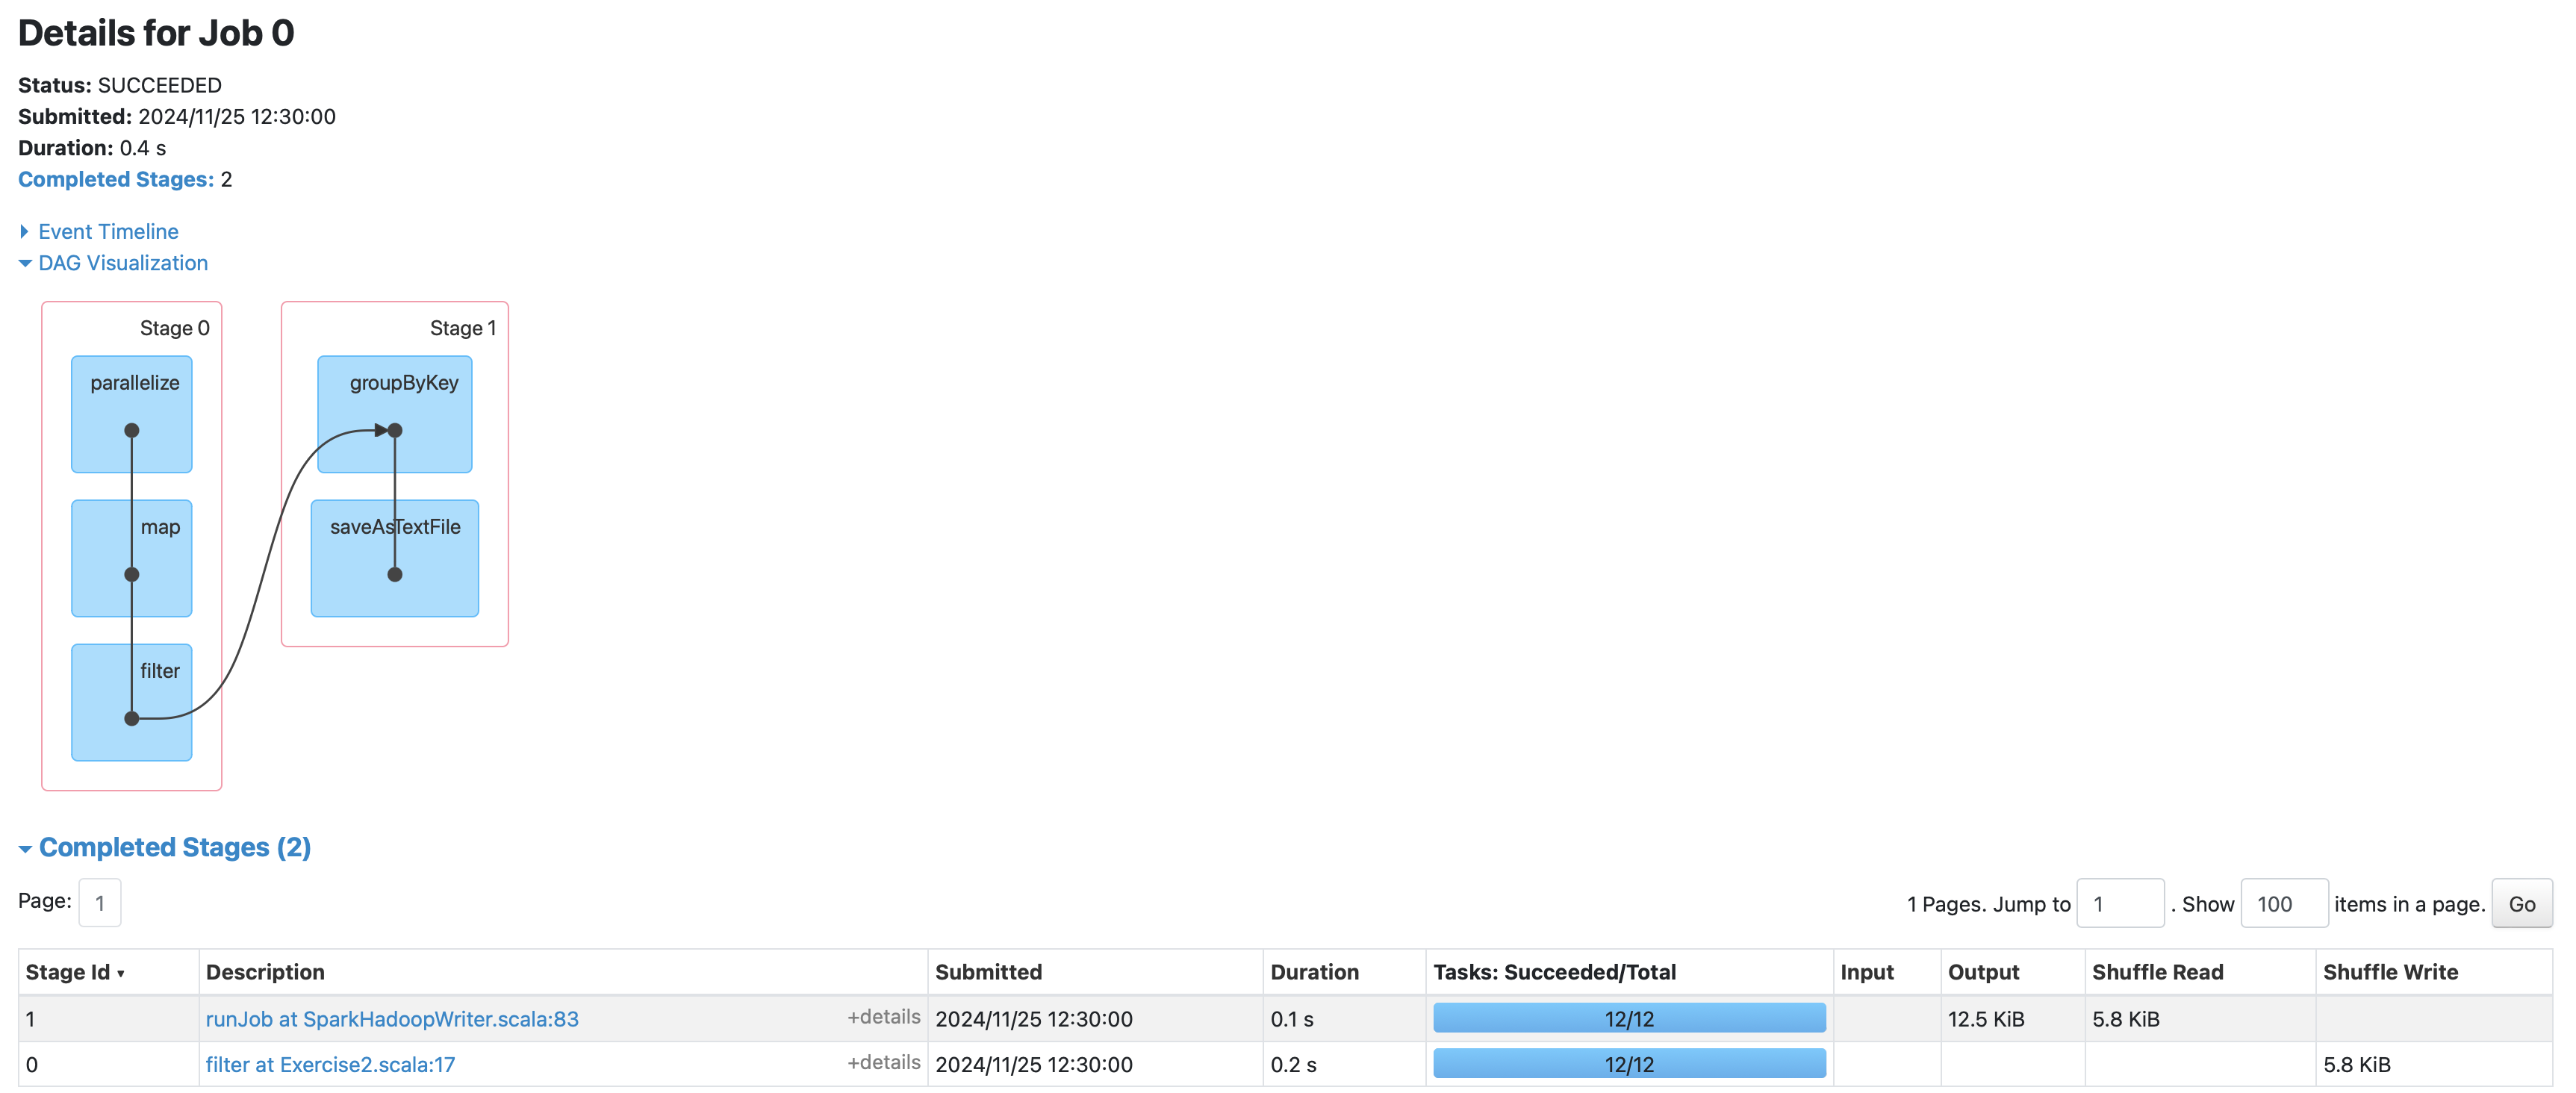 Details for Job 0
Status: SUCCEEDED
Submitted: 2024/11/25 12:30:00
Duration: 0.4 s
Completed Stages: 2
Event Timeline
DAG Visualization
Stage 0
parallelize
map
filter
Stage 1
groupByKey
saveAsTextFile
Completed Stages (2)
Page: 1
1 Pages. Jump to 1 . Show 100 items in a page. Go
Stage Id ▾ Description Submitted Duration Tasks: Succeeded/Total Input Output Shuffle Read Shuffle Write
1 runJob at SparkHadoopWriter.scala:83 +details 2024/11/25 12:30:00 0.1 s 12/12 12.5 KiB 5.8 KiB
0 filter at Exercise2.scala:17 +details 2024/11/25 12:30:00 0.2 s 12/12 5.8 KiB